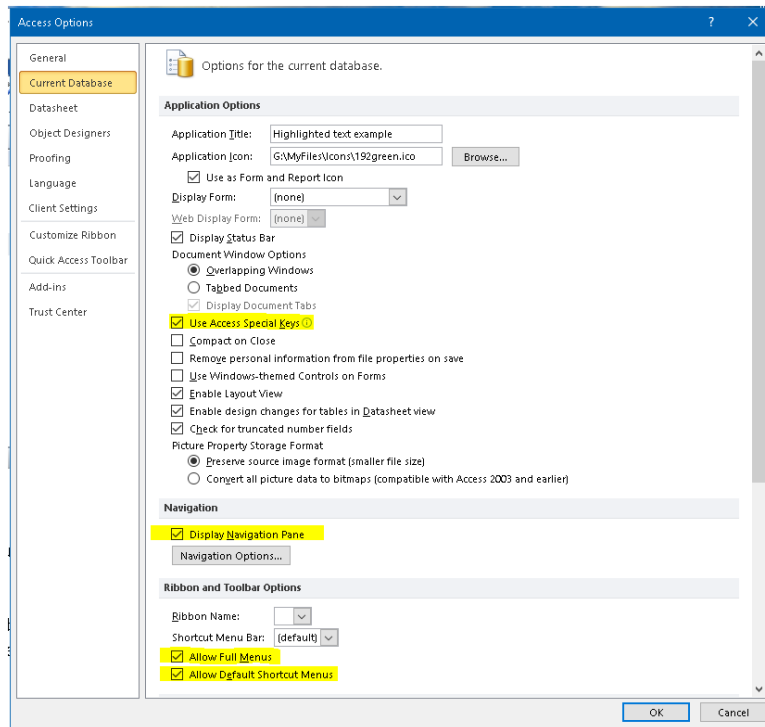 Access Options
General
Current Database
Datasheet
Object Designers
Proofing
Language
Client Settings
Customize Ribbon
Quick Access Toolbar
Add-ins
Trust Center
Options for the current database.
Application Options
Application Title: Highlighted text example
Application Icon: G:\MyFiles\Icons\192green.ico Browse...
Use as Form and Report Icon
Display Form: (none)
Web Display Form: (none)
Display Status Bar
Document Window Options
Overlapping Windows
Tabbed Documents
Display Document Tabs
Use Access Special Keys
Compact on Close
Remove personal information from file properties on save
Use Windows-themed Controls on Forms
Enable Layout View
Enable design changes for tables in Datasheet view
Check for truncated number fields
Picture Property Storage Format
Preserve source image format (smaller file size)
Convert all picture data to bitmaps (compatible with Access 2003 and earlier)
Navigation
Display Navigation Pane
Navigation Options...
Ribbon and Toolbar Options
Ribbon Name:
Shortcut Menu Bar: (default)
Allow Full Menus
Allow Default Shortcut Menus
OK Cancel